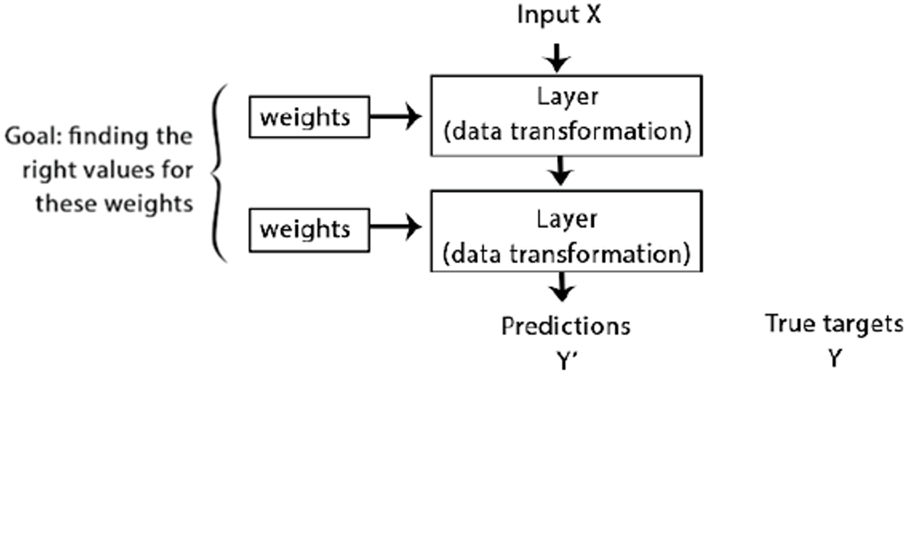 Input X
Layer
(data transformation)
weights
Goal: finding the
right values for
these weights
weights
Layer
(data transformation)
Predictions
Y′
True targets
Y